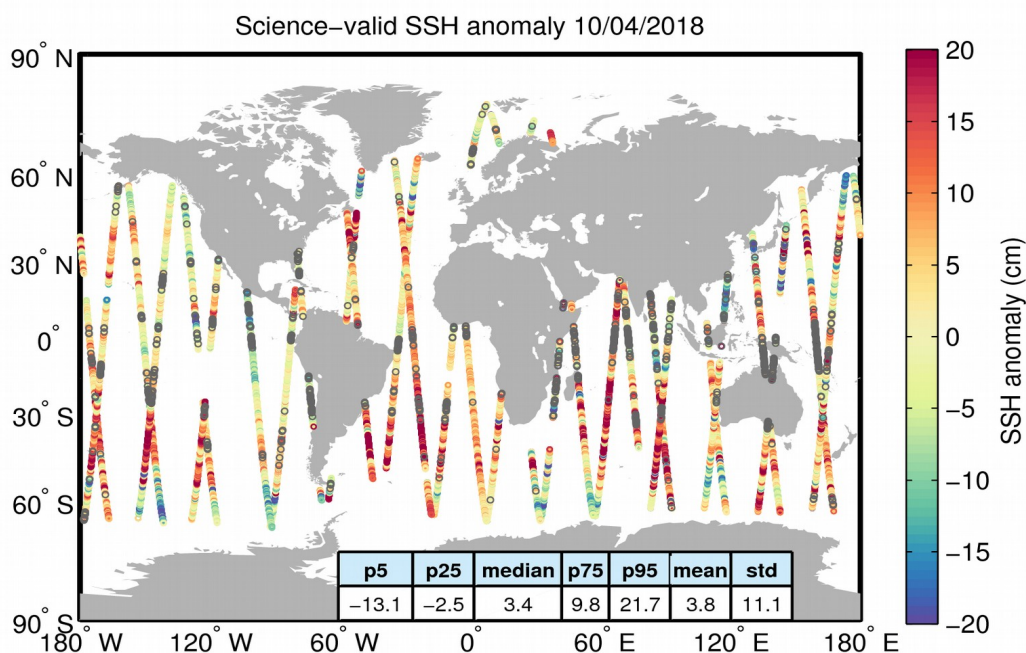 Science−valid SSH anomaly 10/04/2018
90° N
60° N
30° N
0°
30° S
60° S
90° S
180° W
120° W
60° W
0°
60° E
120° E
180° E
p5 p25 median p75 p95 mean std
−13.1 −2.5 3.4 9.8 21.7 3.8 11.1
20
15
10
5
0
−5
−10
−15
−20
SSH anomaly (cm)